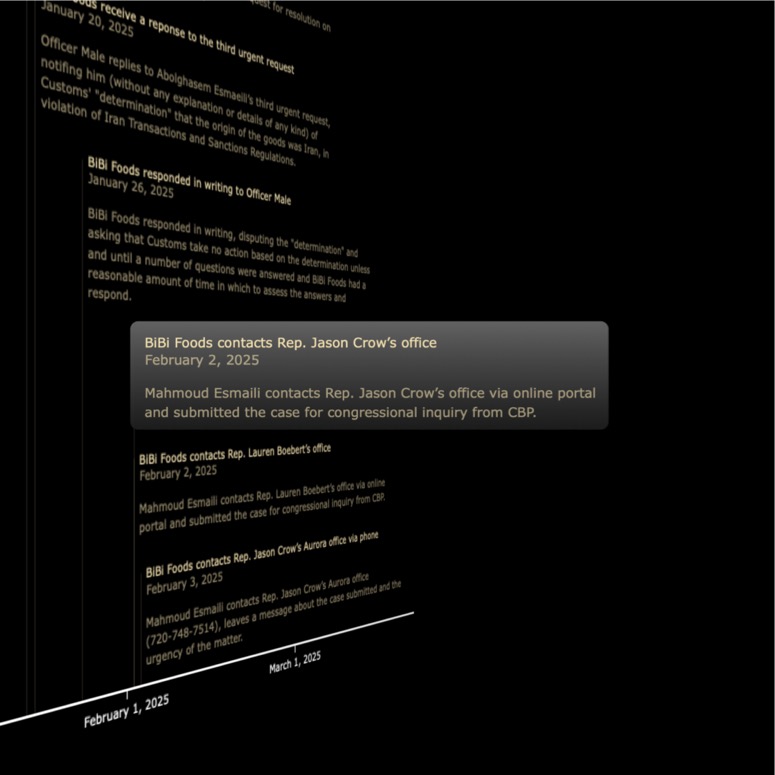 quest for resolution on
ods receive a reponse to the third urgent request
January 20, 2025
Officer Male replies to Abolghasem Esmaeili's third urgent request,
notifing him (without any explanation or details of any kind) of
Customs' "determination" that the origin of the goods was Iran, in
violation of Iran Transactions and Sanctions Regulations.
BiBi Foods responded in writing to Officer Male
January 26, 2025
BiBi Foods responded in writing, disputing the "determination" and
asking that Customs take no action based on the determination unless
and until a number of questions were answered and BiBi Foods had a
reasonable amount of time in which to assess the answers and
respond.
BiBi Foods contacts Rep. Jason Crow's office
February 2, 2025
Mahmoud Esmaili contacts Rep. Jason Crow's office via online portal
and submitted the case for congressional inquiry from CBP.
BiBi Foods contacts Rep. Lauren Boebert's office
February 2, 2025
Mahmoud Esmaili contacts Rep. Lauren Boebert's office via online
portal and submitted the case for congressional inquiry from CBP.
BiBi Foods contacts Rep. Jason Crow's Aurora office via phone
February 3, 2025
Mahmoud Esmaili contacts Rep. Jason Crow's Aurora office
(720-748-7514), leaves a message about the case submitted and the
urgency of the matter.
February 1, 2025
March 1, 2025